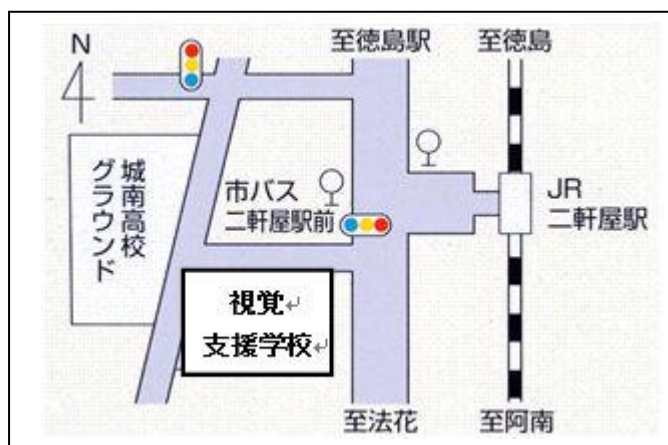 N
至徳島駅
至徳島
城南高校
グラウンド
市バス
二軒屋駅前
JR
二軒屋駅
視覚↵
支援学校↵
至法花
至阿南